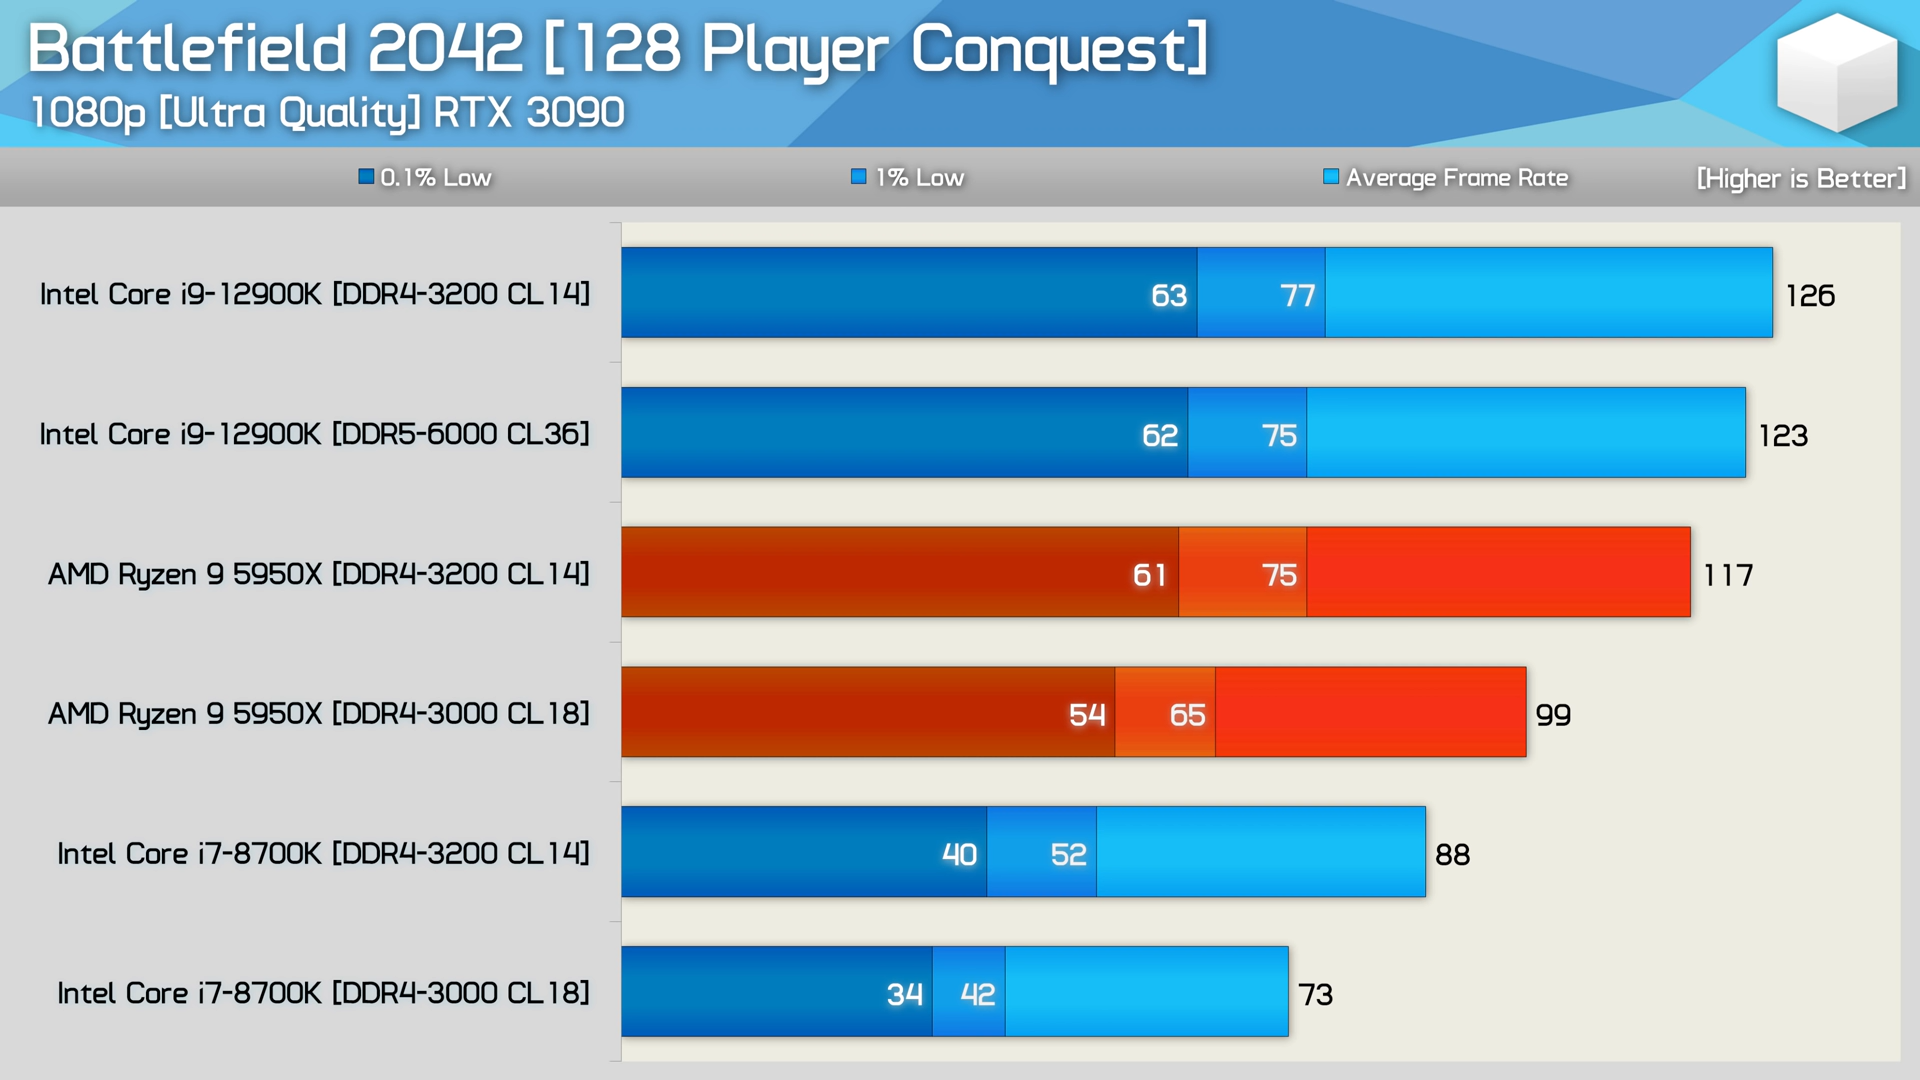 Battlefield 2042 [128 Player Conquest]
1080p [Ultra Quality] RTX 3090
0.1% Low 1% Low Average Frame Rate [Higher is Better]
Intel Core i9-12900K [DDR4-3200 CL14] 63 77 126
Intel Core i9-12900K [DDR5-6000 CL36] 62 75 123
AMD Ryzen 9 5950X [DDR4-3200 CL14] 61 75 117
AMD Ryzen 9 5950X [DDR4-3000 CL18] 54 65 99
Intel Core i7-8700K [DDR4-3200 CL14] 40 52 88
Intel Core i7-8700K [DDR4-3000 CL18] 34 42 73